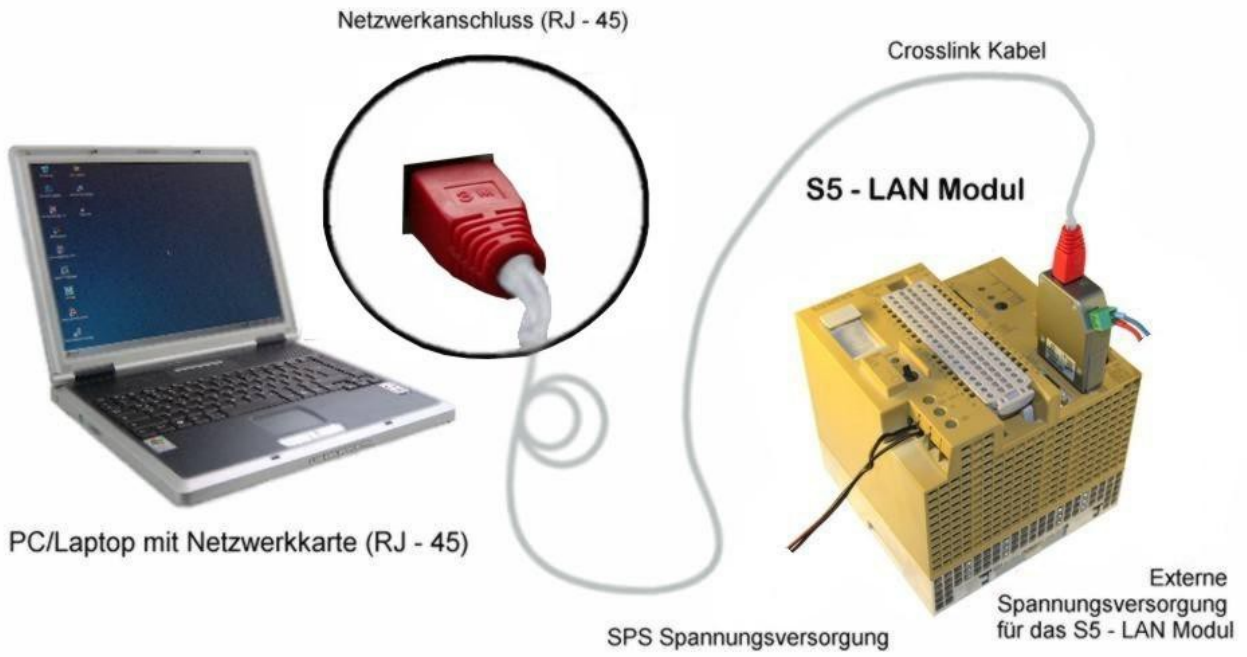 Netzwerkanschluss (RJ - 45)
Crosslink Kabel
S5 - LAN Modul
PC/Laptop mit Netzwerkkarte (RJ - 45)
SPS Spannungsversorgung
Externe
Spannungsversorgung
für das S5 - LAN Modul